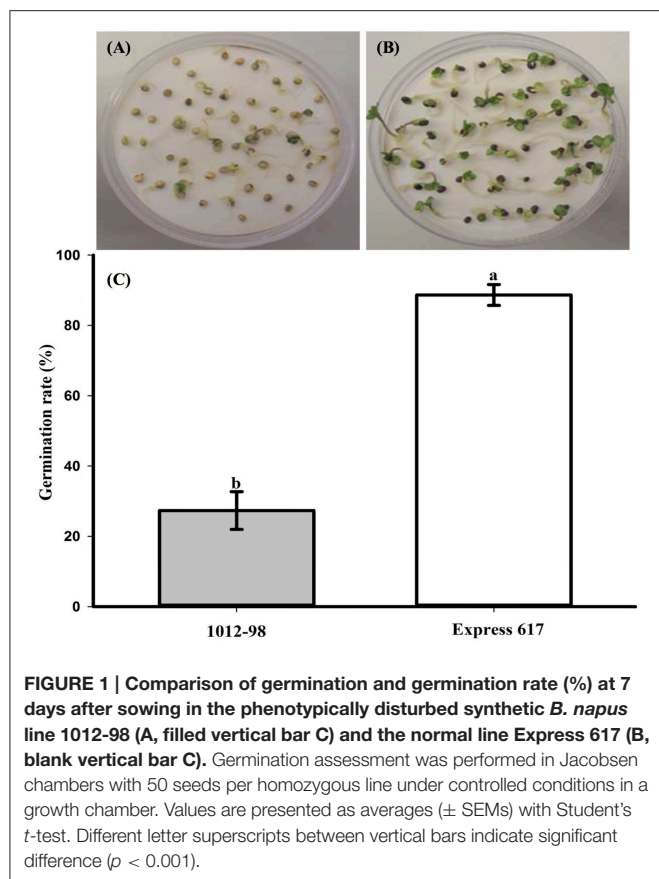 (A)
(B)
100
(C)
a
80
60
40
b
20
0
Germination rate (%)
1012-98
Express 617
FIGURE 1 | Comparison of germination and germination rate (%) at 7
days after sowing in the phenotypically disturbed synthetic B. napus
line 1012-98 (A, filled vertical bar C) and the normal line Express 617 (B,
blank vertical bar C). Germination assessment was performed in Jacobsen
chambers with 50 seeds per homozygous line under controlled conditions in a
growth chamber. Values are presented as averages (± SEMs) with Student's
t-test. Different letter superscripts between vertical bars indicate significant
difference (p < 0.001).